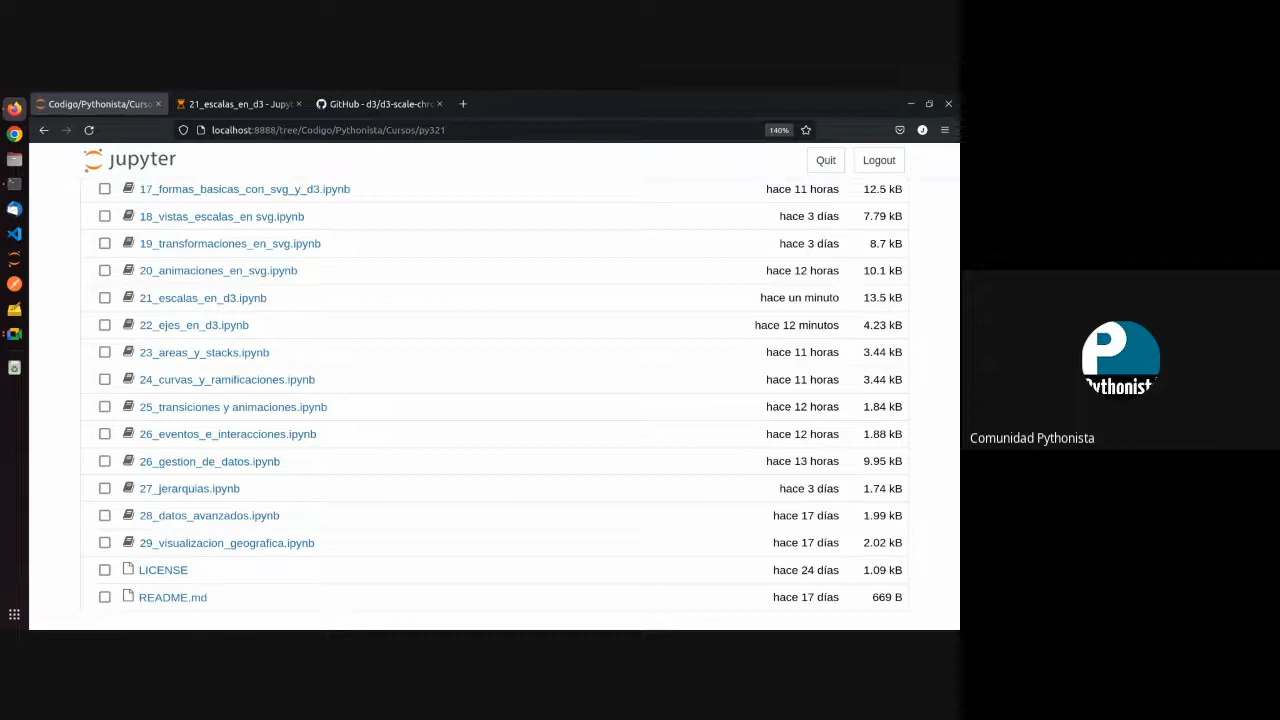 Codigo/Pythonista/Curso
21_escalas_en_d3 - Jupyt
GitHub - d3/d3-scale-chr
localhost:8888/tree/Codigo/Pythonista/Cursos/py321
140%
jupyter
Quit
Logout
17_formas_basicas_con_svg_y_d3.ipynb hace 11 horas 12.5 kB
18_vistas_escalas_en svg.ipynb hace 3 días 7.79 kB
19_transformaciones_en_svg.ipynb hace 3 días 8.7 kB
20_animaciones_en_svg.ipynb hace 12 horas 10.1 kB
21_escalas_en_d3.ipynb hace un minuto 13.5 kB
22_ejes_en_d3.ipynb hace 12 minutos 4.23 kB
23_areas_y_stacks.ipynb hace 11 horas 3.44 kB
24_curvas_y_ramificaciones.ipynb hace 11 horas 3.44 kB
25_transiciones y animaciones.ipynb hace 12 horas 1.84 kB
26_eventos_e_interacciones.ipynb hace 12 horas 1.88 kB
26_gestion_de_datos.ipynb hace 13 horas 9.95 kB
27_jerarquias.ipynb hace 3 días 1.74 kB
28_datos_avanzados.ipynb hace 17 días 1.99 kB
29_visualizacion_geografica.ipynb hace 17 días 2.02 kB
LICENSE hace 24 días 1.09 kB
README.md hace 17 días 669 B
Pythonist
Comunidad Pythonista